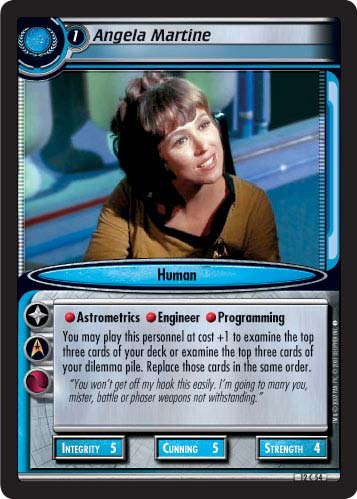 1 Angela Martine
Human
Astrometrics Engineer Programming
You may play this personnel at cost +1 to examine the top
three cards of your deck or examine the top three cards of
your dilemma pile. Replace those cards in the same order.
"You won't get off my hook this easily. I'm going to marry you,
mister, battle or phaser weapons not withstanding."
INTEGRITY 5 CUNNING 5 STRENGTH 4
12 C 54